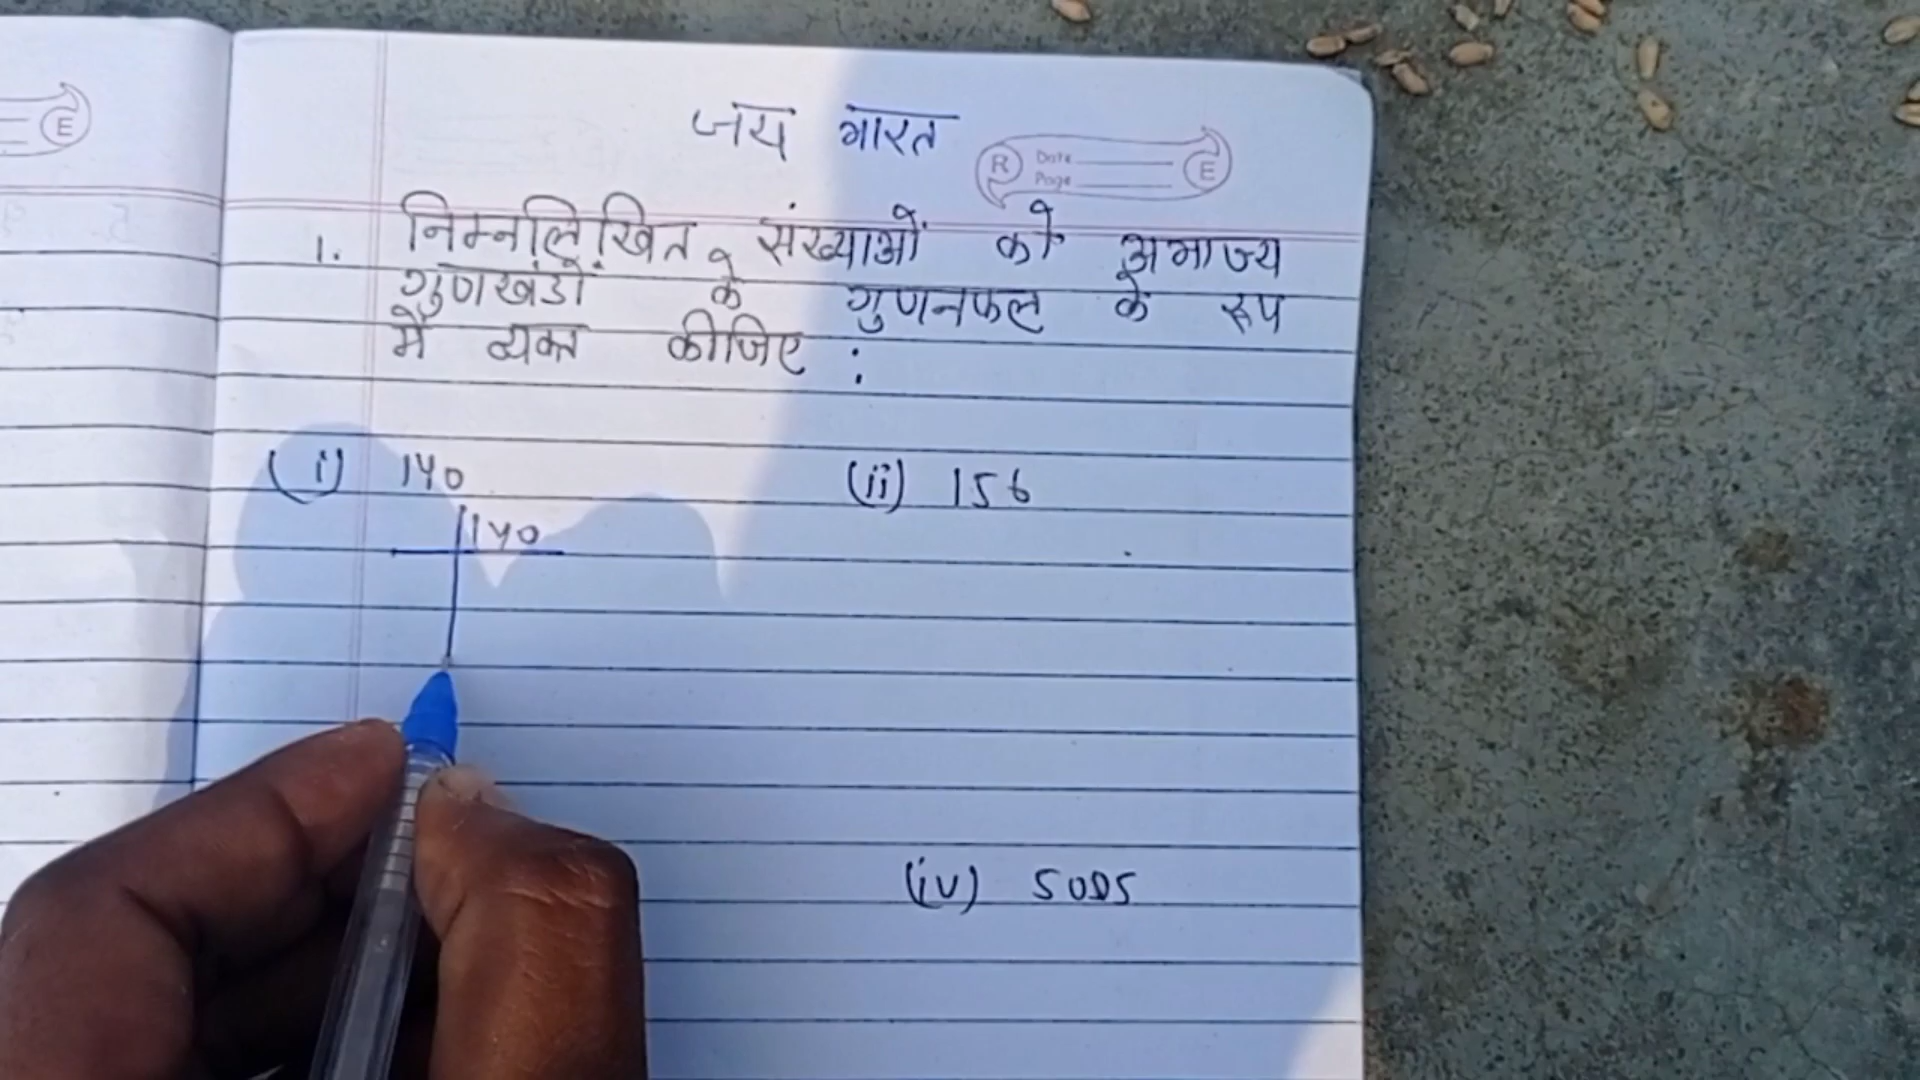 जय भारत
R Date Page E
E
1. निम्नलिखित संख्याओं को अभाज्य
गुणखंडों के गुणनफल के रूप
में व्यक्त कीजिए :
(i) 140 (ii) 156
140
(iv) 5005